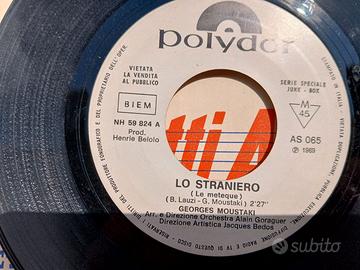 polydor
VIETATA
LA VENDITA
AL PUBBLICO
SERIE SPECIALE
JUKE - BOX
BIEM
M
45
NH 59 824 A
Prod.
Henrie Belolo
AS 065
℗ 1969
LO STRANIERO
(Le meteque)
(B. Lauzi - G. Moustaki) 2'27"
GEORGES MOUSTAKI
Arr. e Direzione Orchestra Alain Goraguer
Direzione Artistica Jacques Bedos
subito